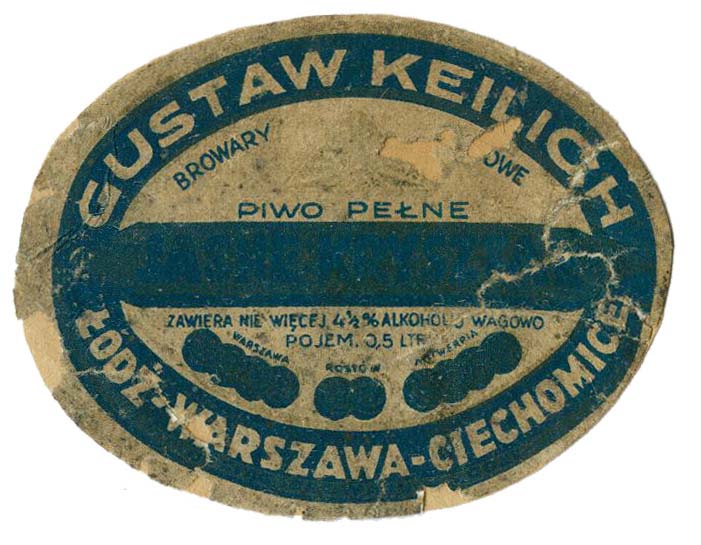 GUSTAW KEILICH
BROWARY OWE
PIWO PEŁNE
ZAWIERA NIE WIĘCEJ 4½% ALKOHOLU WAGOWO
POJEM. 0,5 LTR
WARSZAWA
ROSTÓW
ANTWERPIA
ŁÓDŹ-WARSZAWA-CIECHOMICE